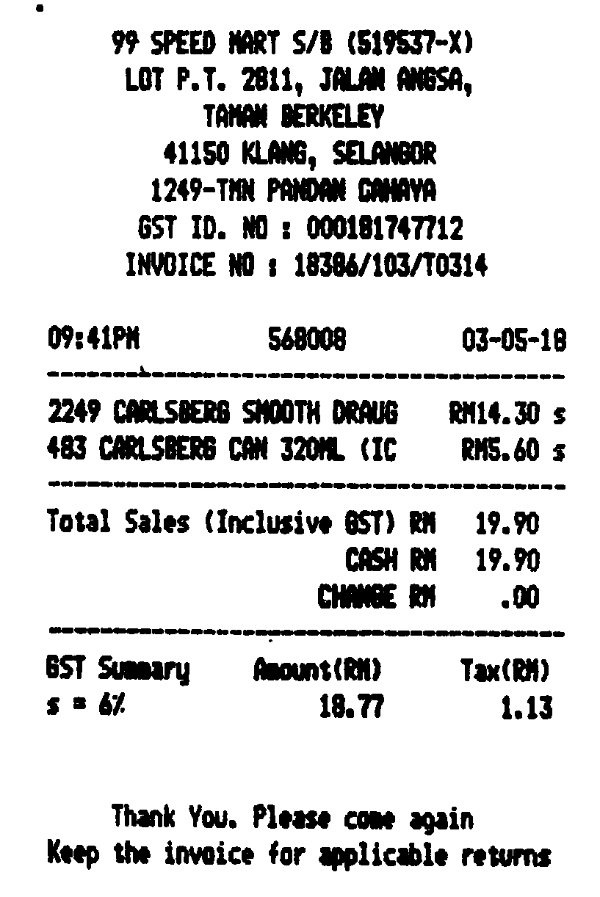 99 SPEED MART S/B (519537-X)
LOT P.T. 2811, JALAN ANGSA,
TAMAN BERKELEY
41150 KLANG, SELANGOR
1249-TMN PANDAN CAHAYA
GST ID. NO : 000181747712
INVOICE NO : 18386/103/T0314
09:41PM 568008 03-05-18
2249 CARLSBERG SMOOTH DRAUG RM14.30 s
483 CARLSBERG CAN 320ML (IC RM5.60 s
Total Sales (Inclusive GST) RM 19.90
CASH RM 19.90
CHANGE RM .00
GST Summary Amount(RM) Tax(RM)
s = 6% 18.77 1.13
Thank You. Please come again
Keep the invoice for applicable returns